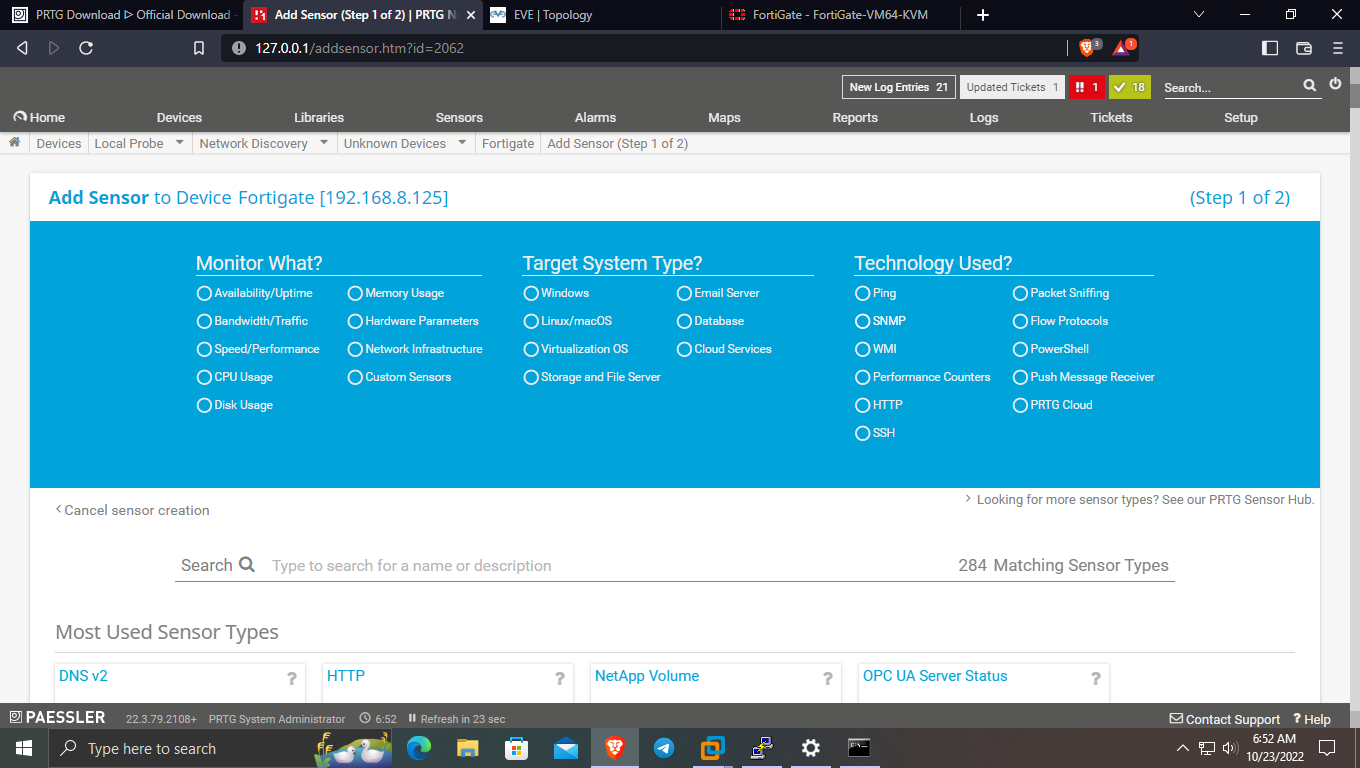 PRTG Download ᐅ Official Download
Add Sensor (Step 1 of 2) | PRTG N
EVE | Topology
FortiGate - FortiGate-VM64-KVM
127.0.0.1/addsensor.htm?id=2062
3
1
New Log Entries 21
Updated Tickets 1
!! 1
18
Search...
Home
Devices
Libraries
Sensors
Alarms
Maps
Reports
Logs
Tickets
Setup
Devices
Local Probe
Network Discovery
Unknown Devices
Fortigate
Add Sensor (Step 1 of 2)
Add Sensor to Device Fortigate [192.168.8.125]
(Step 1 of 2)
Monitor What?
Availability/Uptime
Bandwidth/Traffic
Speed/Performance
CPU Usage
Disk Usage
Memory Usage
Hardware Parameters
Network Infrastructure
Custom Sensors
Target System Type?
Windows
Linux/macOS
Virtualization OS
Storage and File Server
Email Server
Database
Cloud Services
Technology Used?
Ping
SNMP
WMI
Performance Counters
HTTP
SSH
Packet Sniffing
Flow Protocols
PowerShell
Push Message Receiver
PRTG Cloud
Cancel sensor creation
Looking for more sensor types? See our PRTG Sensor Hub.
Search
Type to search for a name or description
284 Matching Sensor Types
Most Used Sensor Types
DNS v2
?
HTTP
?
NetApp Volume
?
OPC UA Server Status
?
PAESSLER
22.3.79.2108+
PRTG System Administrator
6:52
Refresh in 23 sec
Contact Support
? Help
Type here to search
6:52 AM
10/23/2022